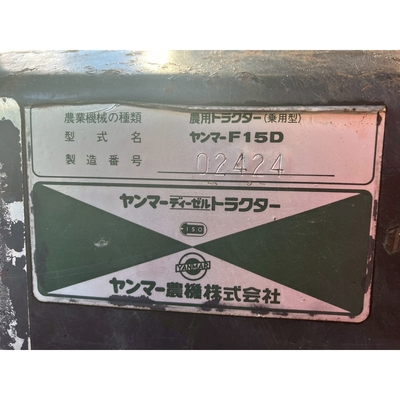 農業機械の種類 農用トラクター(乗用型)
型式名 ヤンマーF15D
製造番号 02424
ヤンマーディーゼルトラクター
ISO
YANMAR
ヤンマー農機株式会社